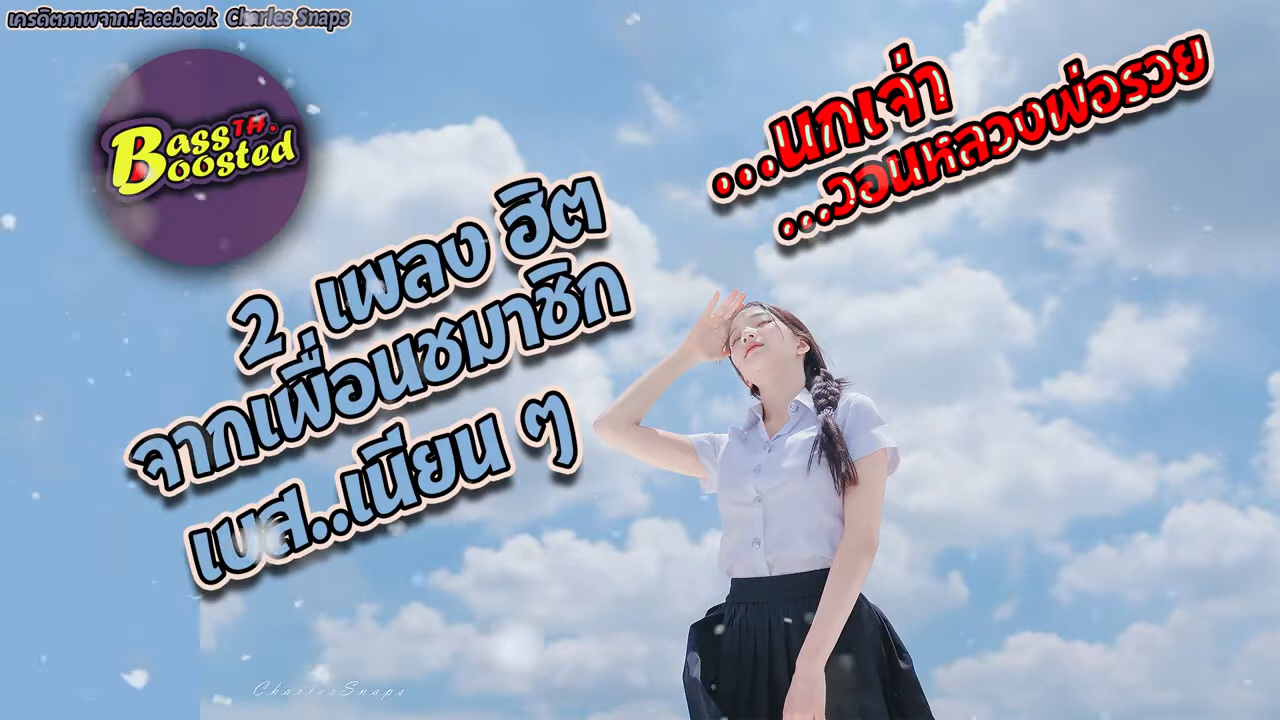 เครดิตภาพจาก:Facebook Charles Snaps
Bass TH.
Boosted
...นกเจ่า
...วอนหลวงพ่อรวย
2 เพลง ฮิต
จากเพื่อนชมาชิก
เบส..เนียน ๆ
CharlesSnaps